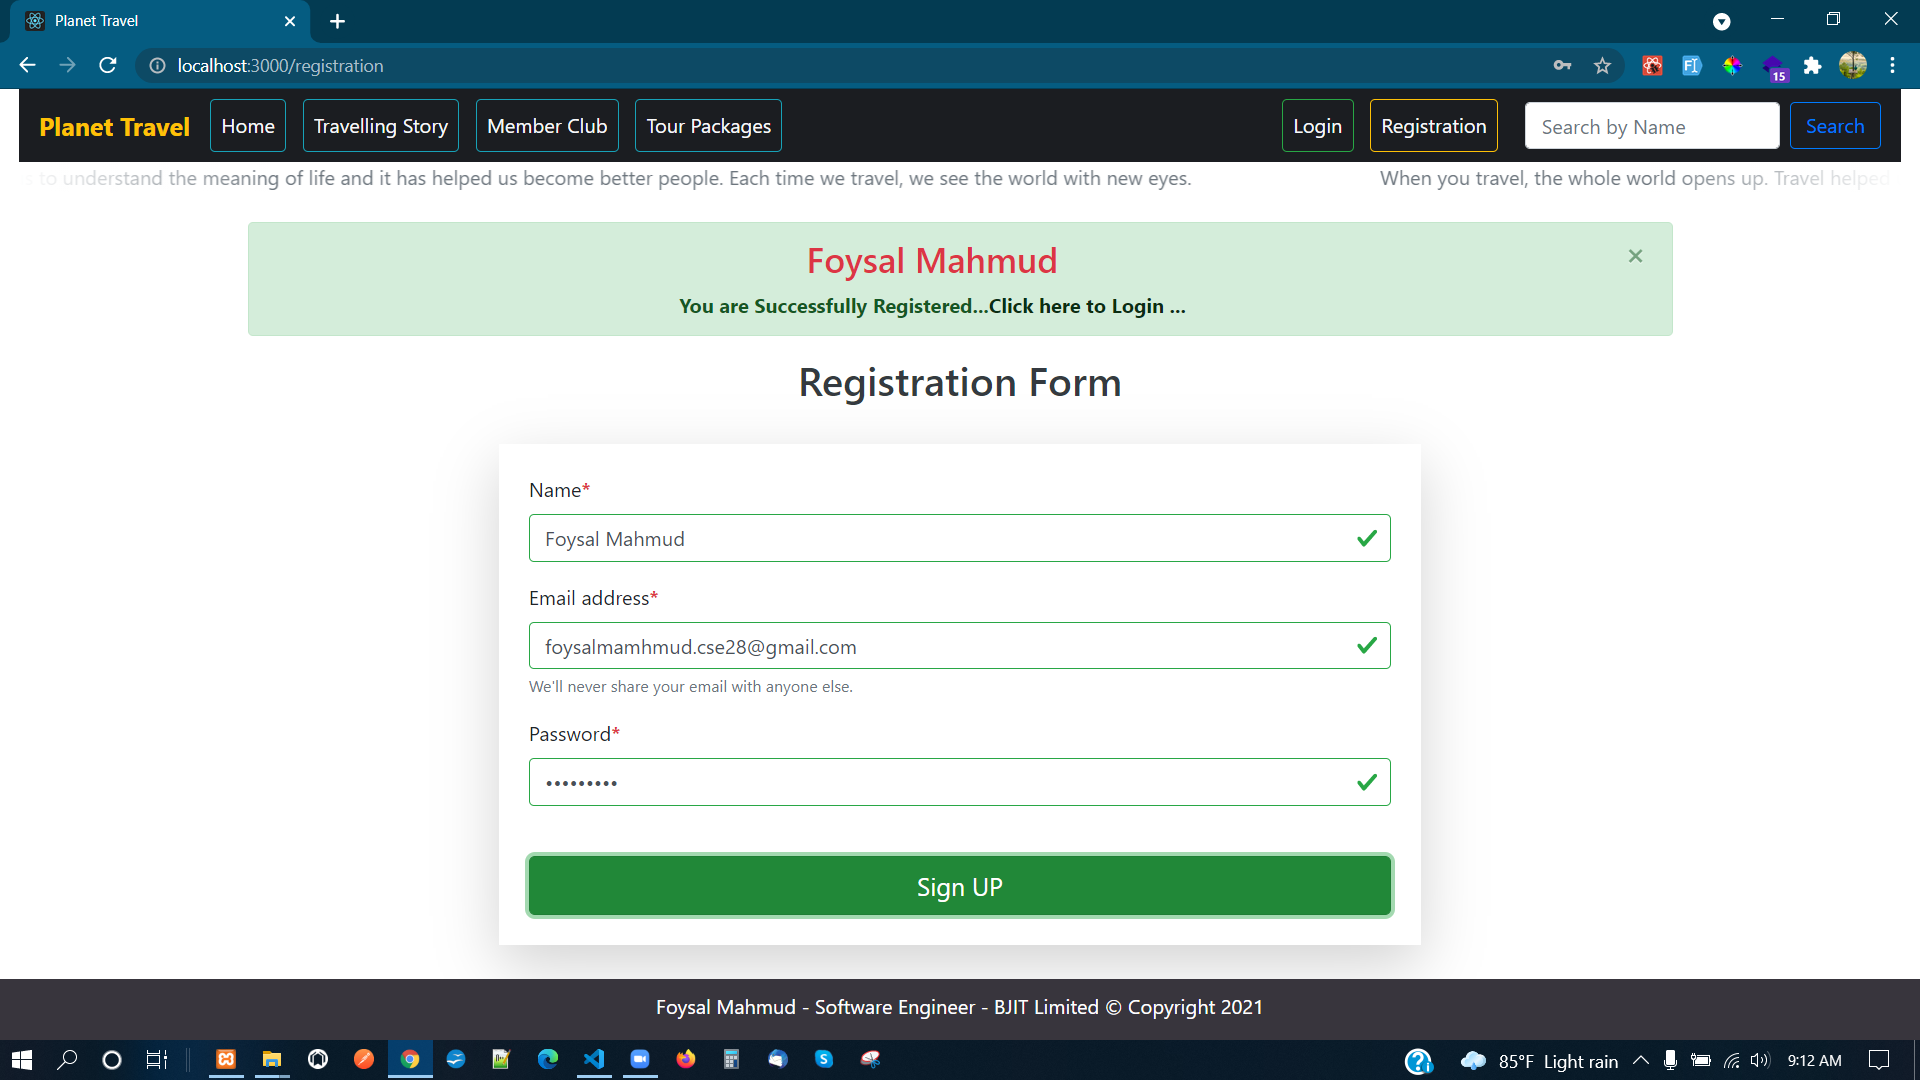 Planet Travel
localhost:3000/registration
15
Planet Travel Home Travelling Story Member Club Tour Packages Login Registration Search by Name Search
s to understand the meaning of life and it has helped us become better people. Each time we travel, we see the world with new eyes. When you travel, the whole world opens up. Travel helped
Foysal Mahmud
×
You are Successfully Registered...Click here to Login ...
Registration Form
Name*
Foysal Mahmud
Email address*
foysalmamhmud.cse28@gmail.com
We'll never share your email with anyone else.
Password*
•••••••••
Sign UP
Foysal Mahmud - Software Engineer - BJIT Limited © Copyright 2021
85°F Light rain 9:12 AM